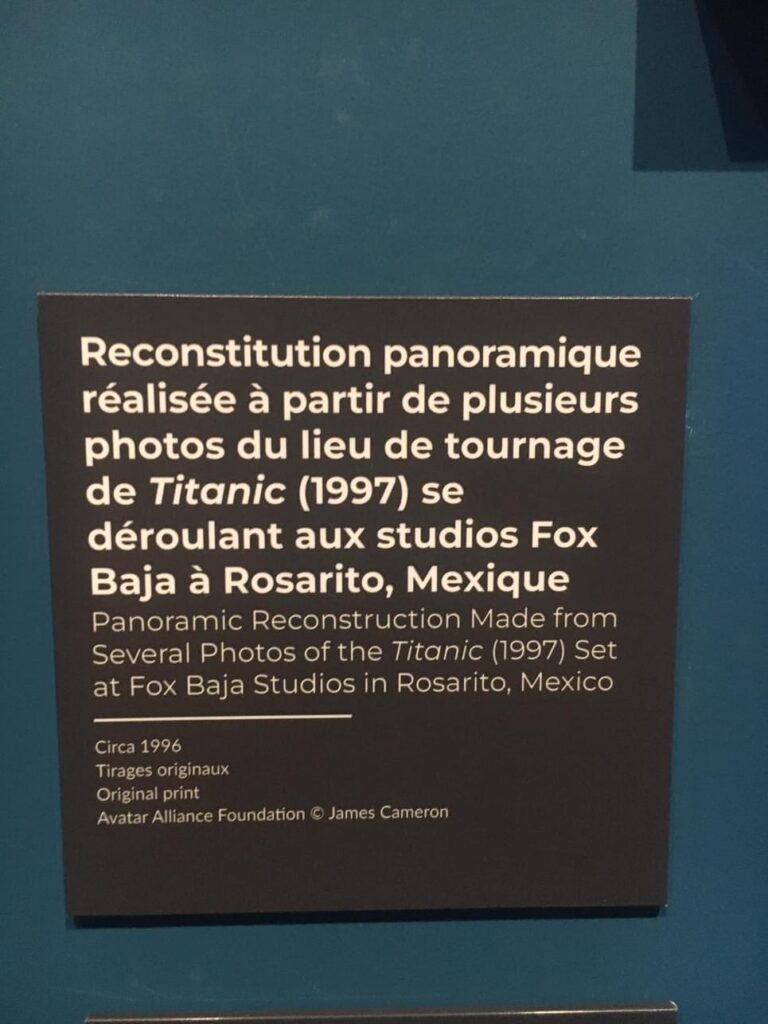 Reconstitution panoramique
réalisée à partir de plusieurs
photos du lieu de tournage
de Titanic (1997) se
déroulant aux studios Fox
Baja à Rosarito, Mexique
Panoramic Reconstruction Made from
Several Photos of the Titanic (1997) Set
at Fox Baja Studios in Rosarito, Mexico
Circa 1996
Tirages originaux
Original print
Avatar Alliance Foundation © James Cameron